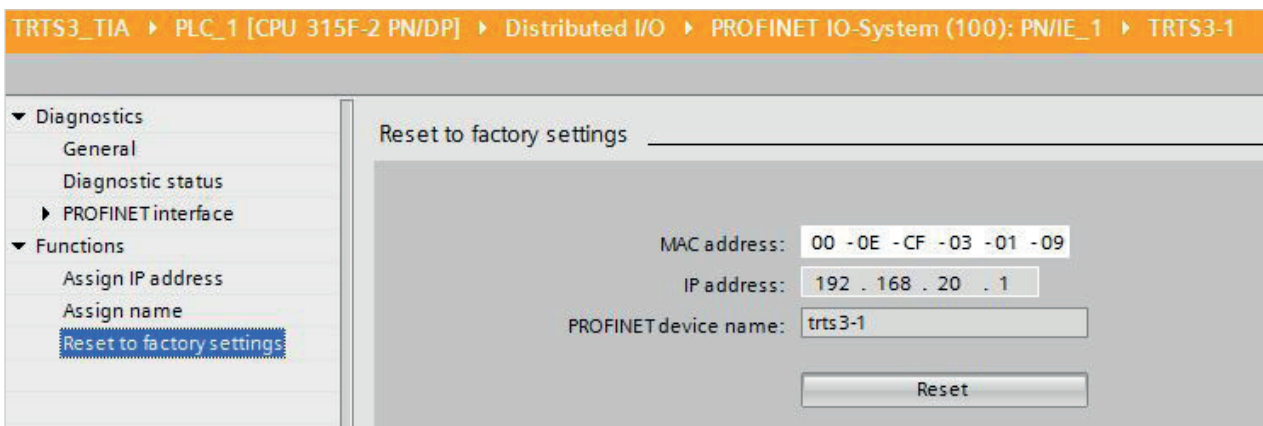 TRTS3_TIA ▸ PLC_1 [CPU 315F-2 PN/DP] ▸ Distributed I/O ▸ PROFINET IO-System (100): PN/IE_1 ▸ TRTS3-1
Diagnostics
General
Diagnostic status
PROFINET interface
Functions
Assign IP address
Assign name
Reset to factory settings
Reset to factory settings
MAC address: 00 -0E -CF -03 -01 -09
IP address: 192 . 168 . 20 . 1
PROFINET device name: trts3-1
Reset